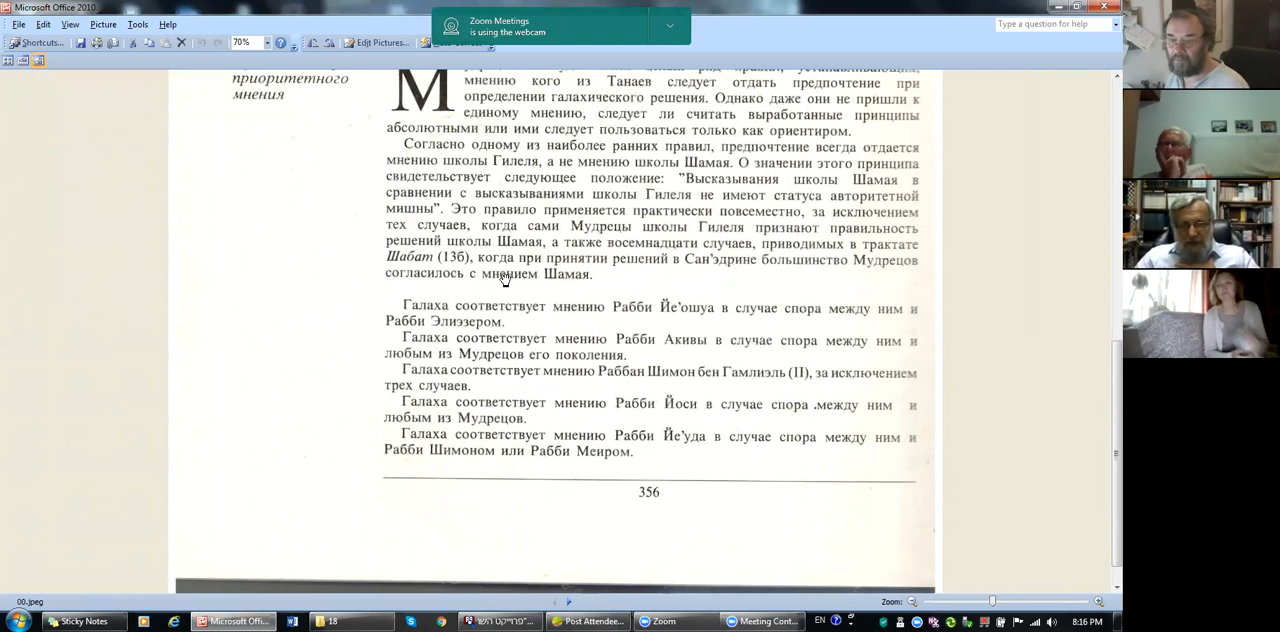 Microsoft Office 2010
File Edit View Picture Tools Help
Type a question for help
Shortcuts...
70%
Edit Pictures...
Zoom Meetings
is using the webcam
приоритетного
мнения
М
мнению кого из Танаев следует отдать предпочтение при
определении галахического решения. Однако даже они не пришли к
единому мнению, следует ли считать выработанные принципы
абсолютными или ими следует пользоваться только как ориентиром.
Согласно одному из наиболее ранних правил, предпочтение всегда отдается
мнению школы Гилеля, а не мнению школы Шамая. О значении этого принципа
свидетельствует следующее положение: "Высказывания школы Шамая в
сравнении с высказываниями школы Гилеля не имеют статуса авторитетной
мишны". Это правило применяется практически повсеместно, за исключением
тех случаев, когда сами Мудрецы школы Гилеля признают правильность
решений школы Шамая, а также восемнадцати случаев, приводимых в трактате
Шабат (13б), когда при принятии решений в Сан'эдрине большинство Мудрецов
согласилось с мнением Шамая.
Галаха соответствует мнению Рабби Йе'ошуа в случае спора между ним и
Рабби Элиэзером.
Галаха соответствует мнению Рабби Акивы в случае спора между ним и
любым из Мудрецов его поколения.
Галаха соответствует мнению Раббан Шимон бен Гамлиэль (II), за исключением
трех случаев.
Галаха соответствует мнению Рабби Йоси в случае спора .между ним и
любым из Мудрецов.
Галаха соответствует мнению Рабби Йе'уда в случае спора между ним и
Рабби Шимоном или Рабби Меиром.
356
00.jpeg
Zoom:
Sticky Notes
Microsoft Offic...
18
פרוייקט השו"ת...
Post Attendee...
Zoom
Meeting Cont...
EN
8:16 PM